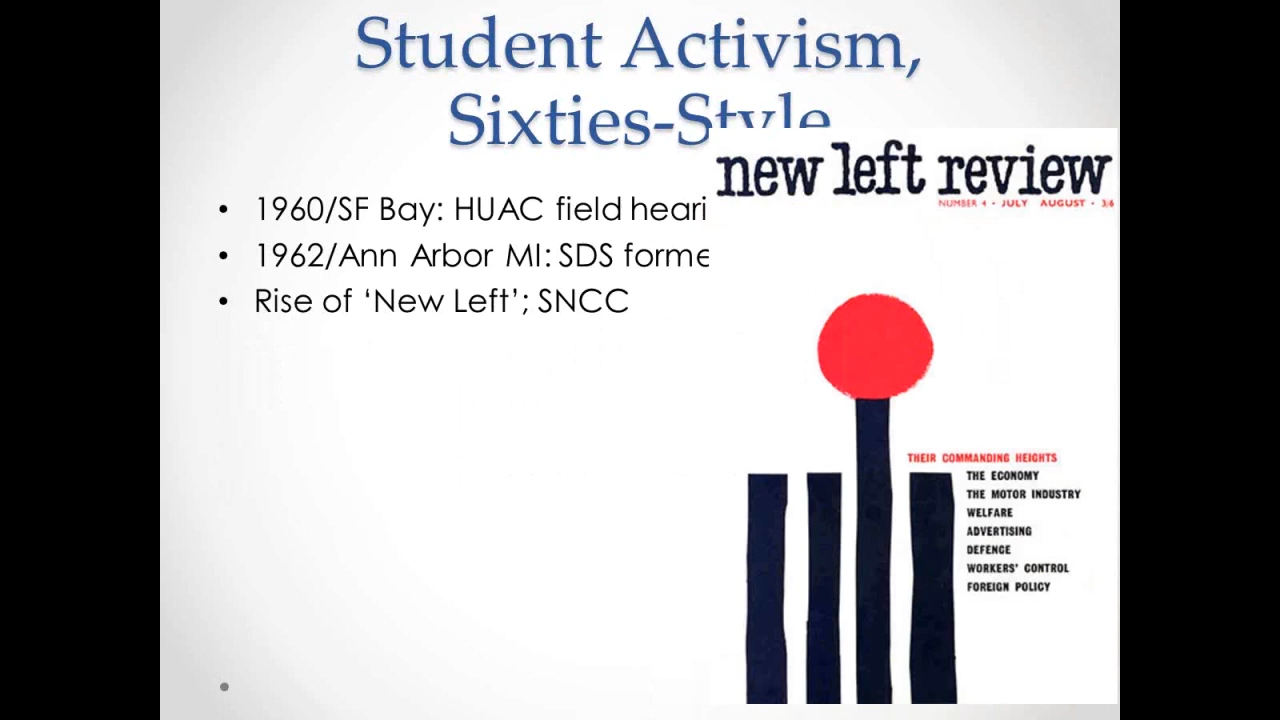 Student Activism,
Sixties-Style
• 1960/SF Bay: HUAC field heari
• 1962/Ann Arbor MI: SDS forme
• Rise of ‘New Left’; SNCC
new left review
NUMBER 4 • JULY AUGUST • 3/6
THEIR COMMANDING HEIGHTS
THE ECONOMY
THE MOTOR INDUSTRY
WELFARE
ADVERTISING
DEFENCE
WORKERS' CONTROL
FOREIGN POLICY